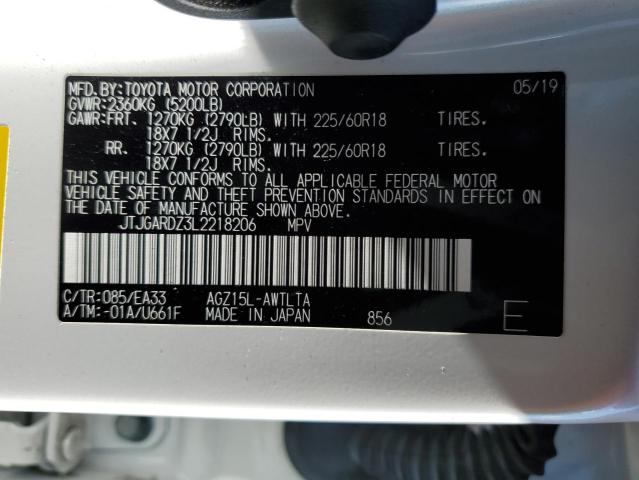 MFD.BY:TOYOTA MOTOR CORPORATION 05/19
GVWR:2360KG (5200LB)
GAWR:FRT. 1270KG (2790LB) WITH 225/60R18 TIRES.
18X7 1/2J RIMS.
RR. 1270KG (2790LB) WITH 225/60R18 TIRES.
18X7 1/2J RIMS.
THIS VEHICLE CONFORMS TO ALL APPLICABLE FEDERAL MOTOR
VEHICLE SAFETY AND THEFT PREVENTION STANDARDS IN EFFECT ON
THE DATE OF MANUFACTURE SHOWN ABOVE.
JTJGARDZ3L2218206 MPV
C/TR:085/EA33 AGZ15L-AWTLTA
A/TM:-01A/U661F MADE IN JAPAN 856 E